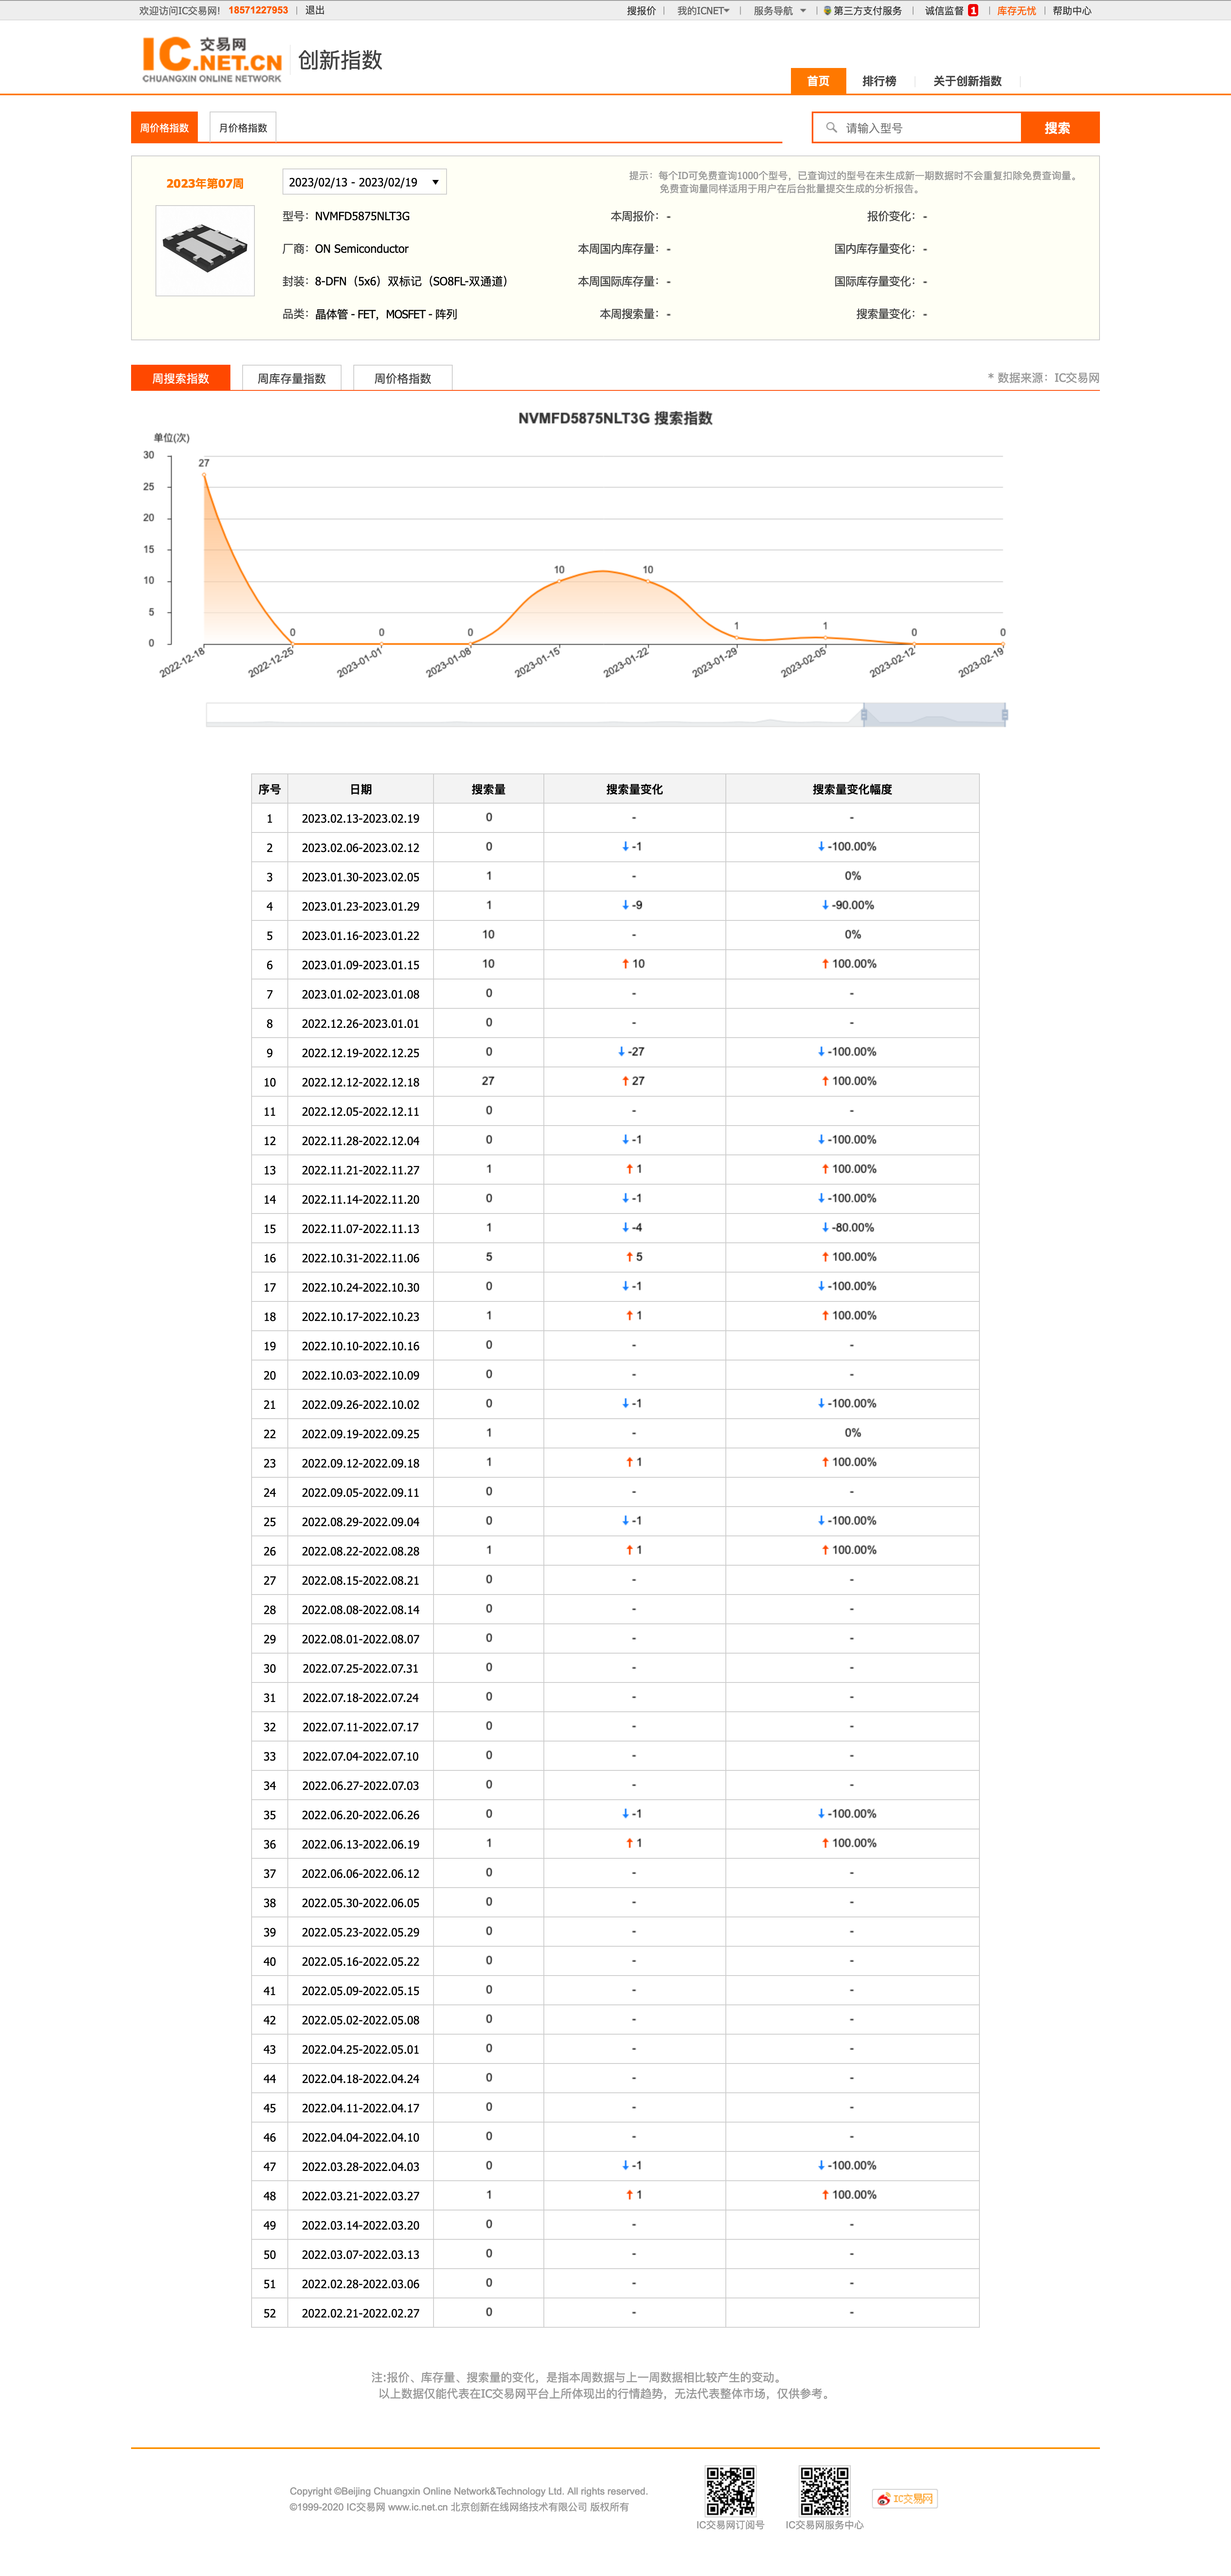 欢迎访问IC交易网! 18571227953 | 退出 搜报价 | 我的ICNET | 服务导航 | 第三方支付服务 | 诚信监督 1 | 库存无忧 | 帮助中心
IC交易网
.NET.CN
CHUANGXIN ONLINE NETWORK
创新指数
首页 排行榜 关于创新指数
周价格指数 月价格指数 请输入型号 搜索
2023年第07周 2023/02/13 - 2023/02/19
提示：每个ID可免费查询1000个型号，已查询过的型号在未生成新一期数据时不会重复扣除免费查询量。
免费查询量同样适用于用户在后台批量提交生成的分析报告。
型号：NVMFD5875NLT3G 本周报价：- 报价变化：-
厂商：ON Semiconductor 本周国内库存量：- 国内库存量变化：-
封装：8-DFN（5x6）双标记（SO8FL-双通道） 本周国际库存量：- 国际库存量变化：-
品类：晶体管 - FET，MOSFET - 阵列 本周搜索量：- 搜索量变化：-
周搜索指数 周库存量指数 周价格指数 * 数据来源：IC交易网
NVMFD5875NLT3G 搜索指数
单位(次)
30
25
20
15
10
5
0
27 0 0 0 10 10 1 1 0 0
2022-12-18 2022-12-25 2023-01-01 2023-01-08 2023-01-15 2023-01-22 2023-01-29 2023-02-05 2023-02-12 2023-02-19
序号 日期 搜索量 搜索量变化 搜索量变化幅度
1 2023.02.13-2023.02.19 0 - -
2 2023.02.06-2023.02.12 0 ↓ -1 ↓ -100.00%
3 2023.01.30-2023.02.05 1 - 0%
4 2023.01.23-2023.01.29 1 ↓ -9 ↓ -90.00%
5 2023.01.16-2023.01.22 10 - 0%
6 2023.01.09-2023.01.15 10 ↑ 10 ↑ 100.00%
7 2023.01.02-2023.01.08 0 - -
8 2022.12.26-2023.01.01 0 - -
9 2022.12.19-2022.12.25 0 ↓ -27 ↓ -100.00%
10 2022.12.12-2022.12.18 27 ↑ 27 ↑ 100.00%
11 2022.12.05-2022.12.11 0 - -
12 2022.11.28-2022.12.04 0 ↓ -1 ↓ -100.00%
13 2022.11.21-2022.11.27 1 ↑ 1 ↑ 100.00%
14 2022.11.14-2022.11.20 0 ↓ -1 ↓ -100.00%
15 2022.11.07-2022.11.13 1 ↓ -4 ↓ -80.00%
16 2022.10.31-2022.11.06 5 ↑ 5 ↑ 100.00%
17 2022.10.24-2022.10.30 0 ↓ -1 ↓ -100.00%
18 2022.10.17-2022.10.23 1 ↑ 1 ↑ 100.00%
19 2022.10.10-2022.10.16 0 - -
20 2022.10.03-2022.10.09 0 - -
21 2022.09.26-2022.10.02 0 ↓ -1 ↓ -100.00%
22 2022.09.19-2022.09.25 1 - 0%
23 2022.09.12-2022.09.18 1 ↑ 1 ↑ 100.00%
24 2022.09.05-2022.09.11 0 - -
25 2022.08.29-2022.09.04 0 ↓ -1 ↓ -100.00%
26 2022.08.22-2022.08.28 1 ↑ 1 ↑ 100.00%
27 2022.08.15-2022.08.21 0 - -
28 2022.08.08-2022.08.14 0 - -
29 2022.08.01-2022.08.07 0 - -
30 2022.07.25-2022.07.31 0 - -
31 2022.07.18-2022.07.24 0 - -
32 2022.07.11-2022.07.17 0 - -
33 2022.07.04-2022.07.10 0 - -
34 2022.06.27-2022.07.03 0 - -
35 2022.06.20-2022.06.26 0 ↓ -1 ↓ -100.00%
36 2022.06.13-2022.06.19 1 ↑ 1 ↑ 100.00%
37 2022.06.06-2022.06.12 0 - -
38 2022.05.30-2022.06.05 0 - -
39 2022.05.23-2022.05.29 0 - -
40 2022.05.16-2022.05.22 0 - -
41 2022.05.09-2022.05.15 0 - -
42 2022.05.02-2022.05.08 0 - -
43 2022.04.25-2022.05.01 0 - -
44 2022.04.18-2022.04.24 0 - -
45 2022.04.11-2022.04.17 0 - -
46 2022.04.04-2022.04.10 0 - -
47 2022.03.28-2022.04.03 0 ↓ -1 ↓ -100.00%
48 2022.03.21-2022.03.27 1 ↑ 1 ↑ 100.00%
49 2022.03.14-2022.03.20 0 - -
50 2022.03.07-2022.03.13 0 - -
51 2022.02.28-2022.03.06 0 - -
52 2022.02.21-2022.02.27 0 - -
注:报价、库存量、搜索量的变化，是指本周数据与上一周数据相比较产生的变动。
以上数据仅能代表在IC交易网平台上所体现出的行情趋势，无法代表整体市场，仅供参考。
Copyright ©Beijing Chuangxin Online Network&Technology Ltd. All rights reserved.
©1999-2020 IC交易网 www.ic.net.cn 北京创新在线网络技术有限公司 版权所有
IC交易网订阅号 IC交易网服务中心 IC交易网